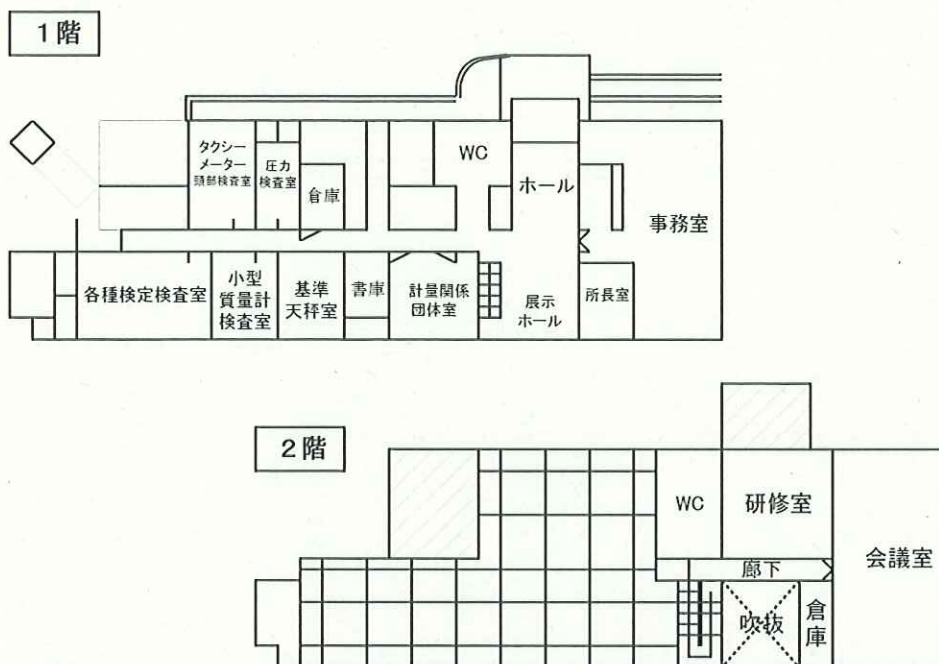 1階
タクシー
メーター
頭部検査室
圧力
検査室
倉庫
WC
ホール
事務室
各種検定検査室
小型
質量計
検査室
基準
天秤室
書庫
計量関係
団体室
展示
ホール
所長室
2階
WC
研修室
会議室
廊下
吹抜
倉
庫